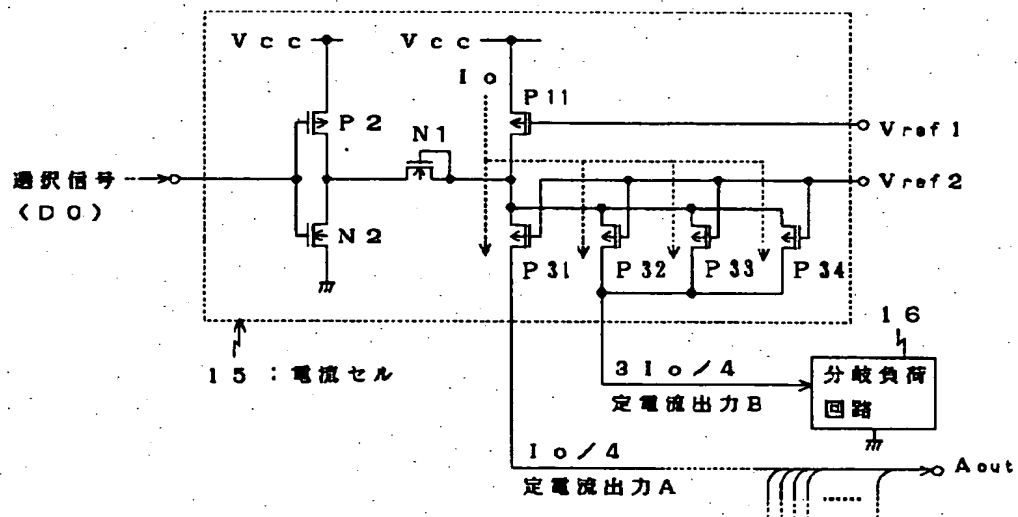 Vcc
Vcc
Io
P11
P2
N1
Vref1
選択信号
(D0)
Vref2
N2
P31
P32
P33
P34
16
15：電流セル
3Io／4
定電流出力B
分岐負荷
回路
Io／4
定電流出力A
Aout
……